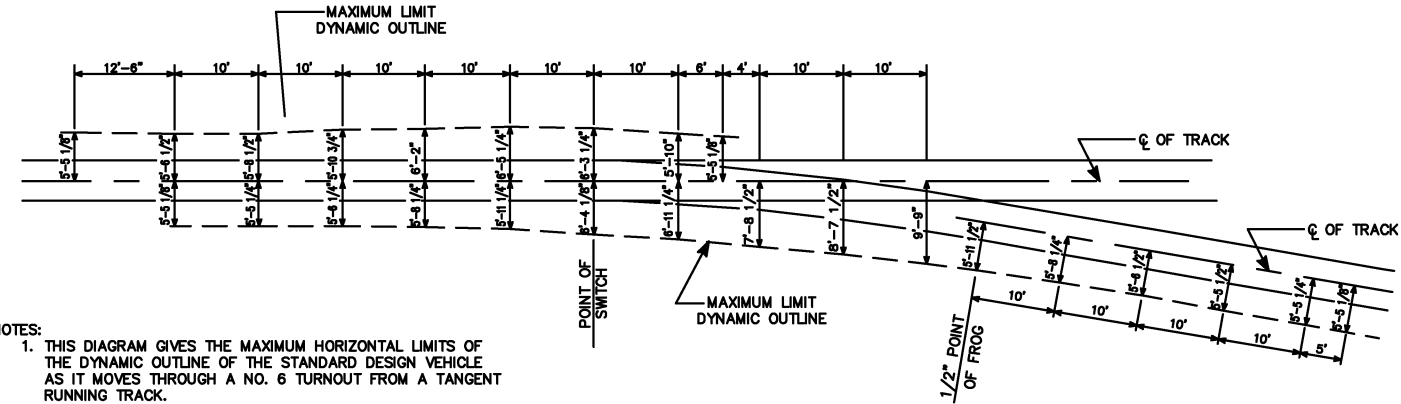 MAXIMUM LIMIT
DYNAMIC OUTLINE
12'-6" 10' 10' 10' 10' 10' 10' 6' 4' 10' 10'
5'-5 1/8" 5'-6 1/2" 5'-8 1/2" 5'-10 3/4" 6'-2" 6'-5 1/4" 6'-3 1/4" 5'-10" 5'-5 1/8"
5'-5 1/8" 5'-5 1/4" 5'-6 1/4" 5'-8 1/4" 5'-11 1/4" 6'-4 1/8" 6'-11 1/4" 7'-8 1/2" 8'-7 1/2" 9'-9"
℄ OF TRACK
℄ OF TRACK
5'-11 1/2" 5'-8 1/4" 5'-6 1/2" 5'-5 1/2" 5'-5 1/4" 5'-5 1/8"
10' 10' 10' 10' 5'
POINT OF
SWITCH
MAXIMUM LIMIT
DYNAMIC OUTLINE
1/2" POINT
OF FROG
NOTES:
1. THIS DIAGRAM GIVES THE MAXIMUM HORIZONTAL LIMITS OF
THE DYNAMIC OUTLINE OF THE STANDARD DESIGN VEHICLE
AS IT MOVES THROUGH A NO. 6 TURNOUT FROM A TANGENT
RUNNING TRACK.